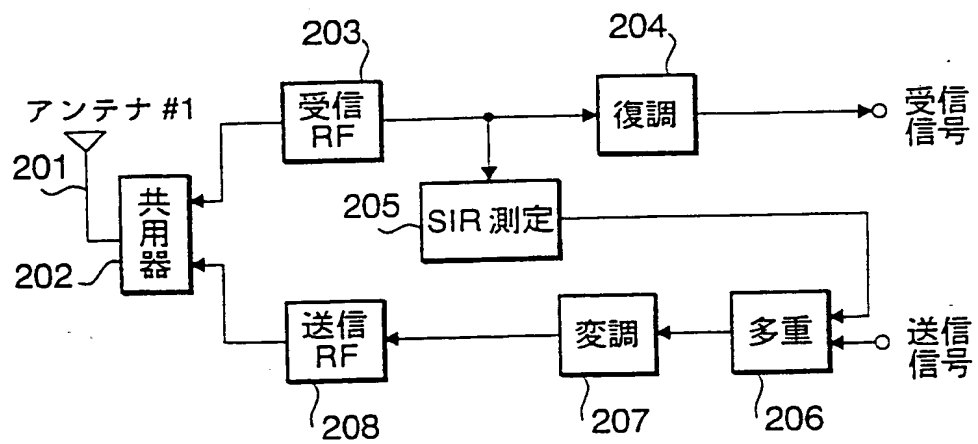 203
204
受信
RF
復調
受信
信号
アンテナ #1
201
共
用
器
202
205
SIR 測定
送信
RF
変調
多重
送信
信号
208
207
206